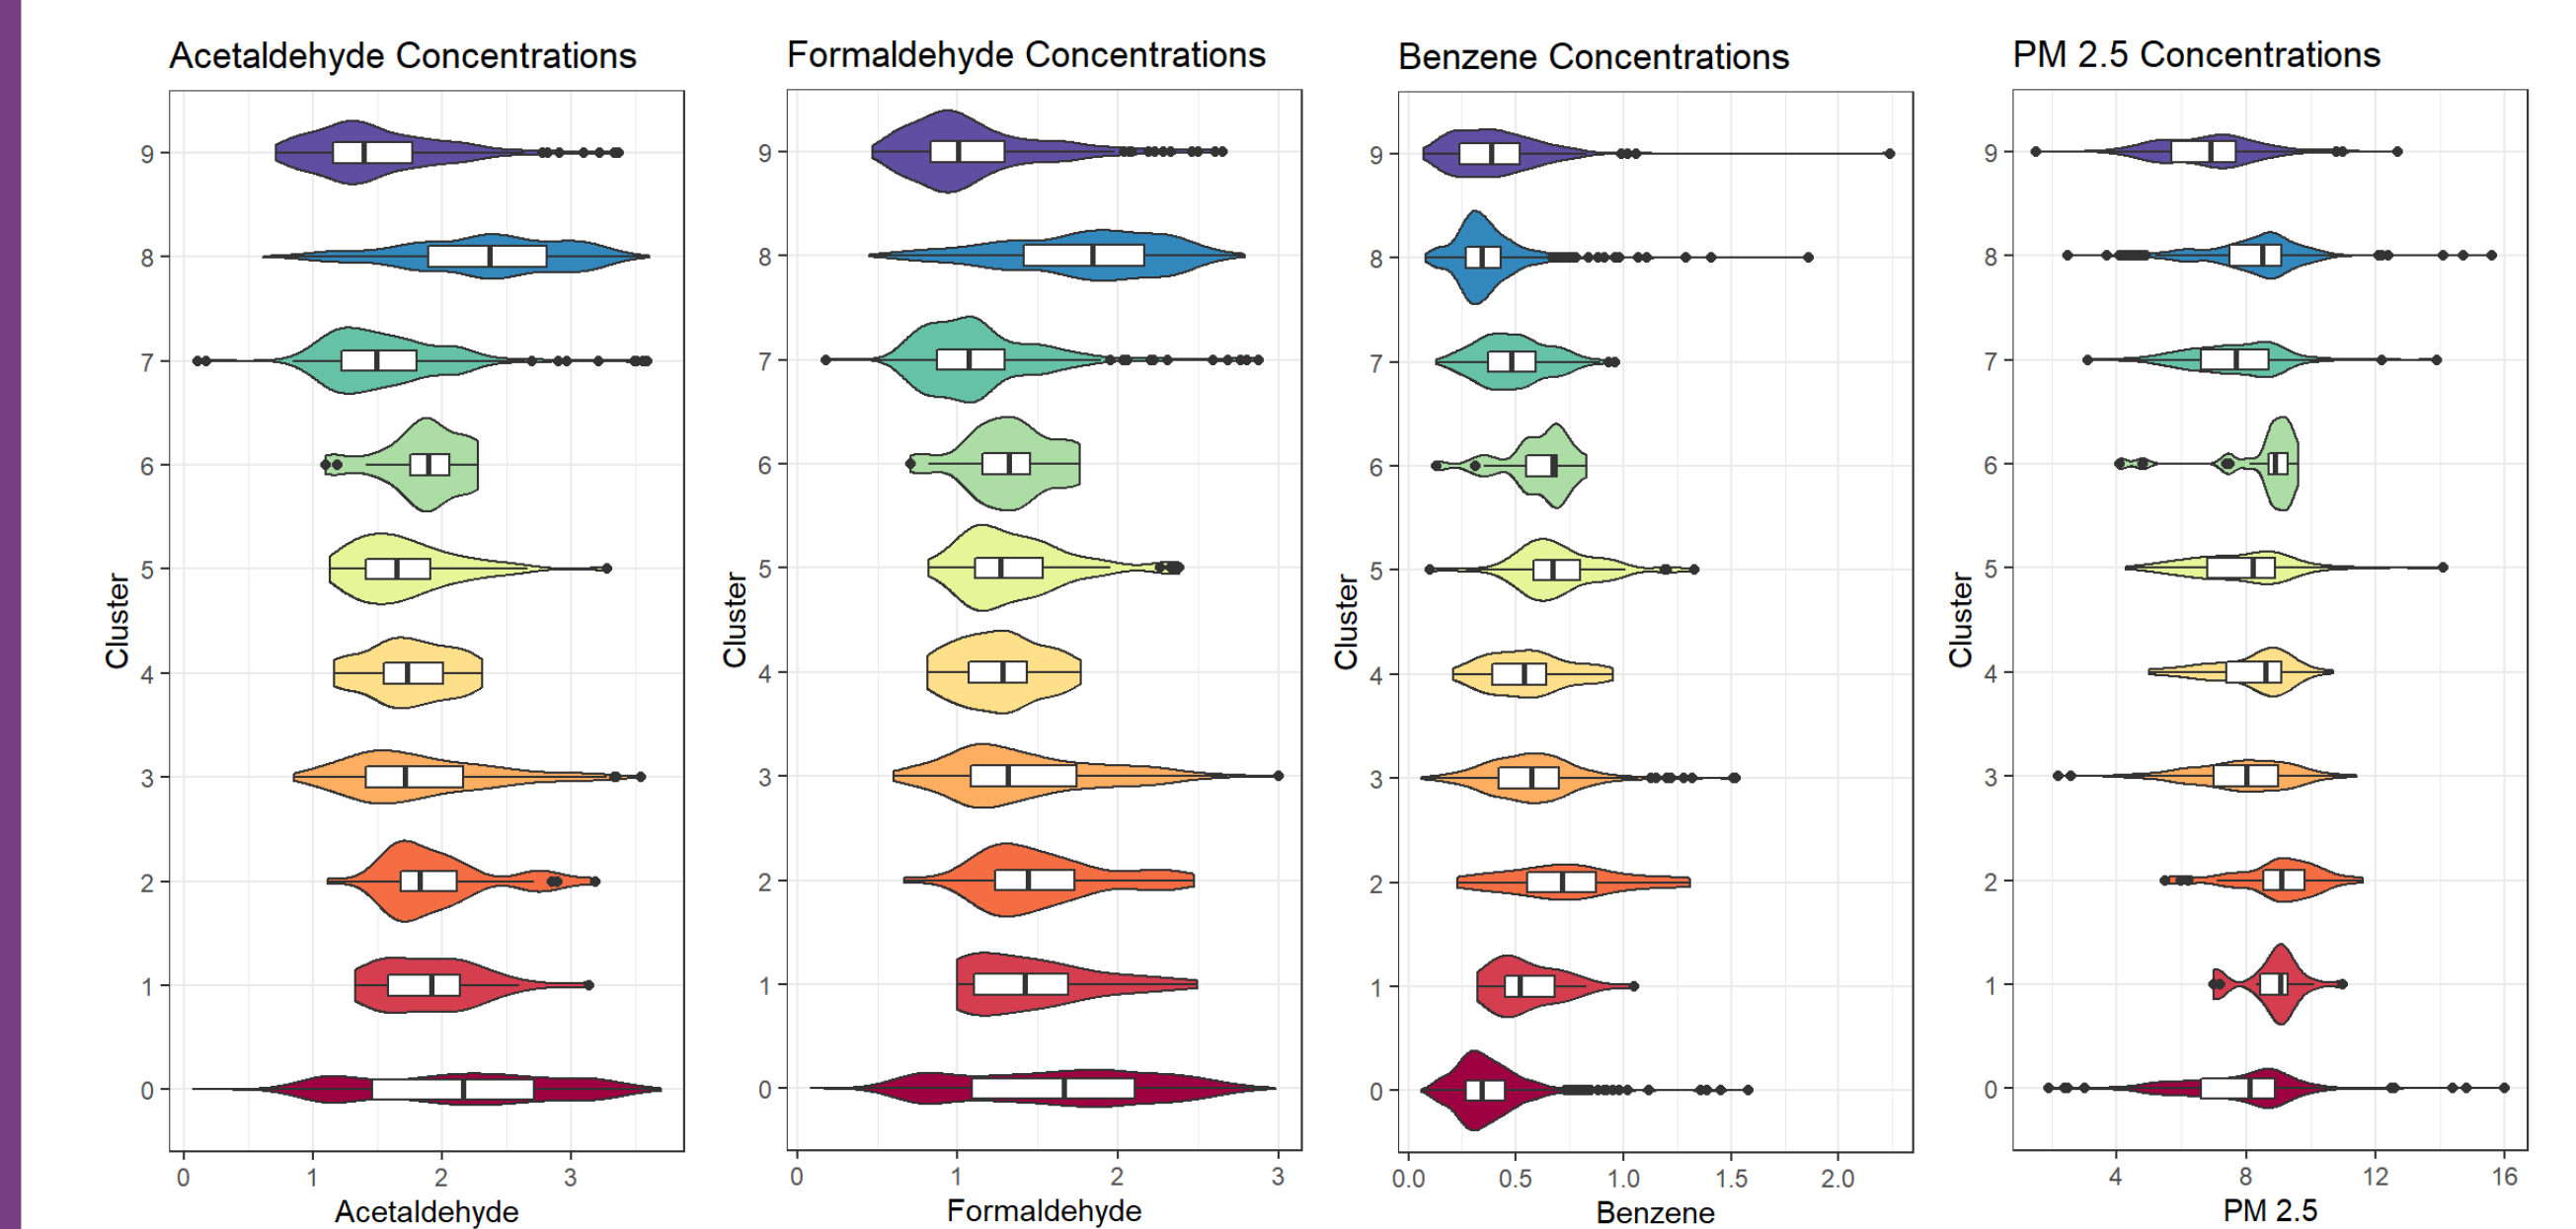 Acetaldehyde Concentrations
9
8
7
6
5
4
3
2
1
0
Cluster
0 1 2 3
Acetaldehyde
Formaldehyde Concentrations
9
8
7
6
5
4
3
2
1
0
Cluster
0 1 2 3
Formaldehyde
Benzene Concentrations
9
8
7
6
5
4
3
2
1
0
Cluster
0.0 0.5 1.0 1.5 2.0
Benzene
PM 2.5 Concentrations
9
8
7
6
5
4
3
2
1
0
Cluster
4 8 12 16
PM 2.5